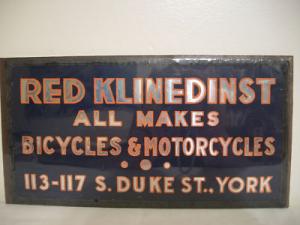 RED KLINEDINST
ALL MAKES
BICYCLES & MOTORCYCLES
113-117 S. DUKE ST., YORK